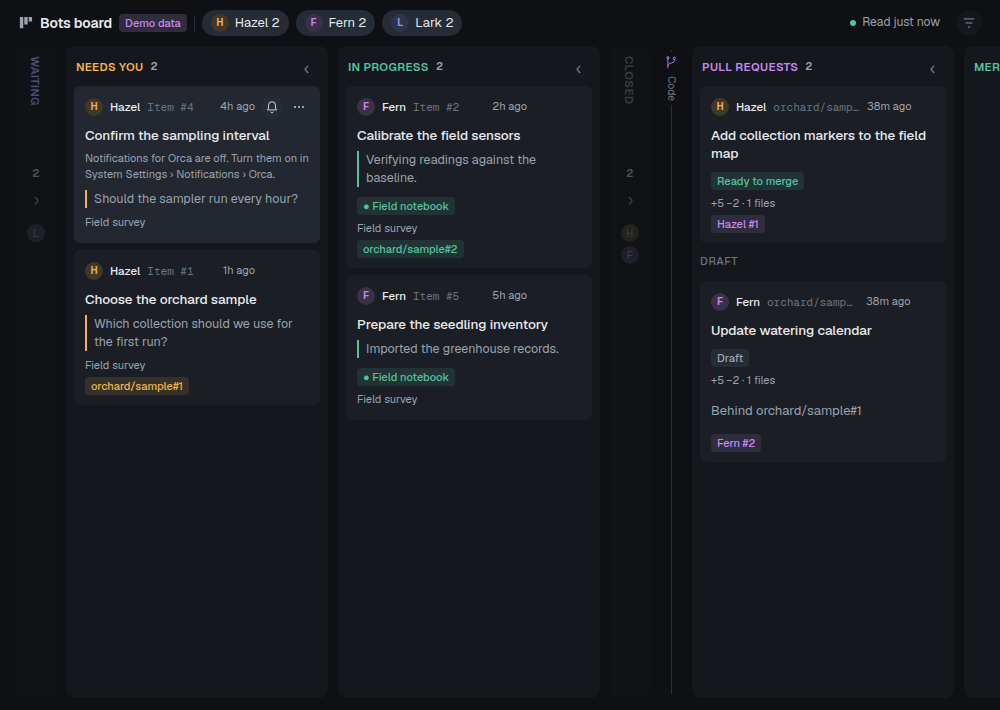 Bots board Demo data H Hazel 2 F Fern 2 L Lark 2 Read just now
WAITING
2
L
NEEDS YOU 2
H Hazel Item #4 4h ago
Confirm the sampling interval
Notifications for Orca are off. Turn them on in
System Settings › Notifications › Orca.
Should the sampler run every hour?
Field survey
H Hazel Item #1 1h ago
Choose the orchard sample
Which collection should we use for
the first run?
Field survey
orchard/sample#1
IN PROGRESS 2
F Fern Item #2 2h ago
Calibrate the field sensors
Verifying readings against the
baseline.
Field notebook
Field survey
orchard/sample#2
F Fern Item #5 5h ago
Prepare the seedling inventory
Imported the greenhouse records.
Field notebook
Field survey
CLOSED
2
H
F
Code
PULL REQUESTS 2
H Hazel orchard/samp… 38m ago
Add collection markers to the field
map
Ready to merge
+5 −2 · 1 files
Hazel #1
DRAFT
F Fern orchard/samp… 38m ago
Update watering calendar
Draft
+5 −2 · 1 files
Behind orchard/sample#1
Fern #2
MER